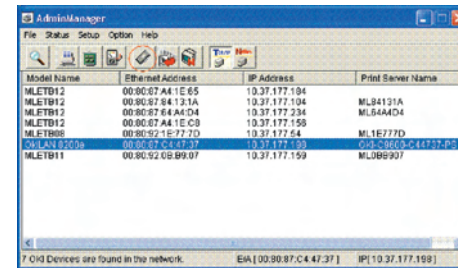 AdminManager
File Status Setup Option Help
Model Name Ethernet Address IP Address Print Server Name
MLETB12 00:80:87:A4:1E:65 10.37.177.184
MLETB12 00:80:87:84:13:1A 10.37.177.104 ML84131A
MLETB12 00:80:87:64:A4:D4 10.37.177.234 ML64A4D4
MLETB12 00:80:87:A4:1E:C8 10.37.177.156
MLETB08 00:80:92:1E:77:7D 10.37.177.64 ML1E777D
OKILAN 8200e 00:80:87:C4:47:37 10.37.177.198 OKI-C9600-C44737-PS
MLETB11 00:80:92:0B:B9:07 10.37.177.159 ML0BB907
7 OKI Devices are found in the network. E/A [ 00:80:87:C4:47:37 ] IP[ 10.37.177.198 ]